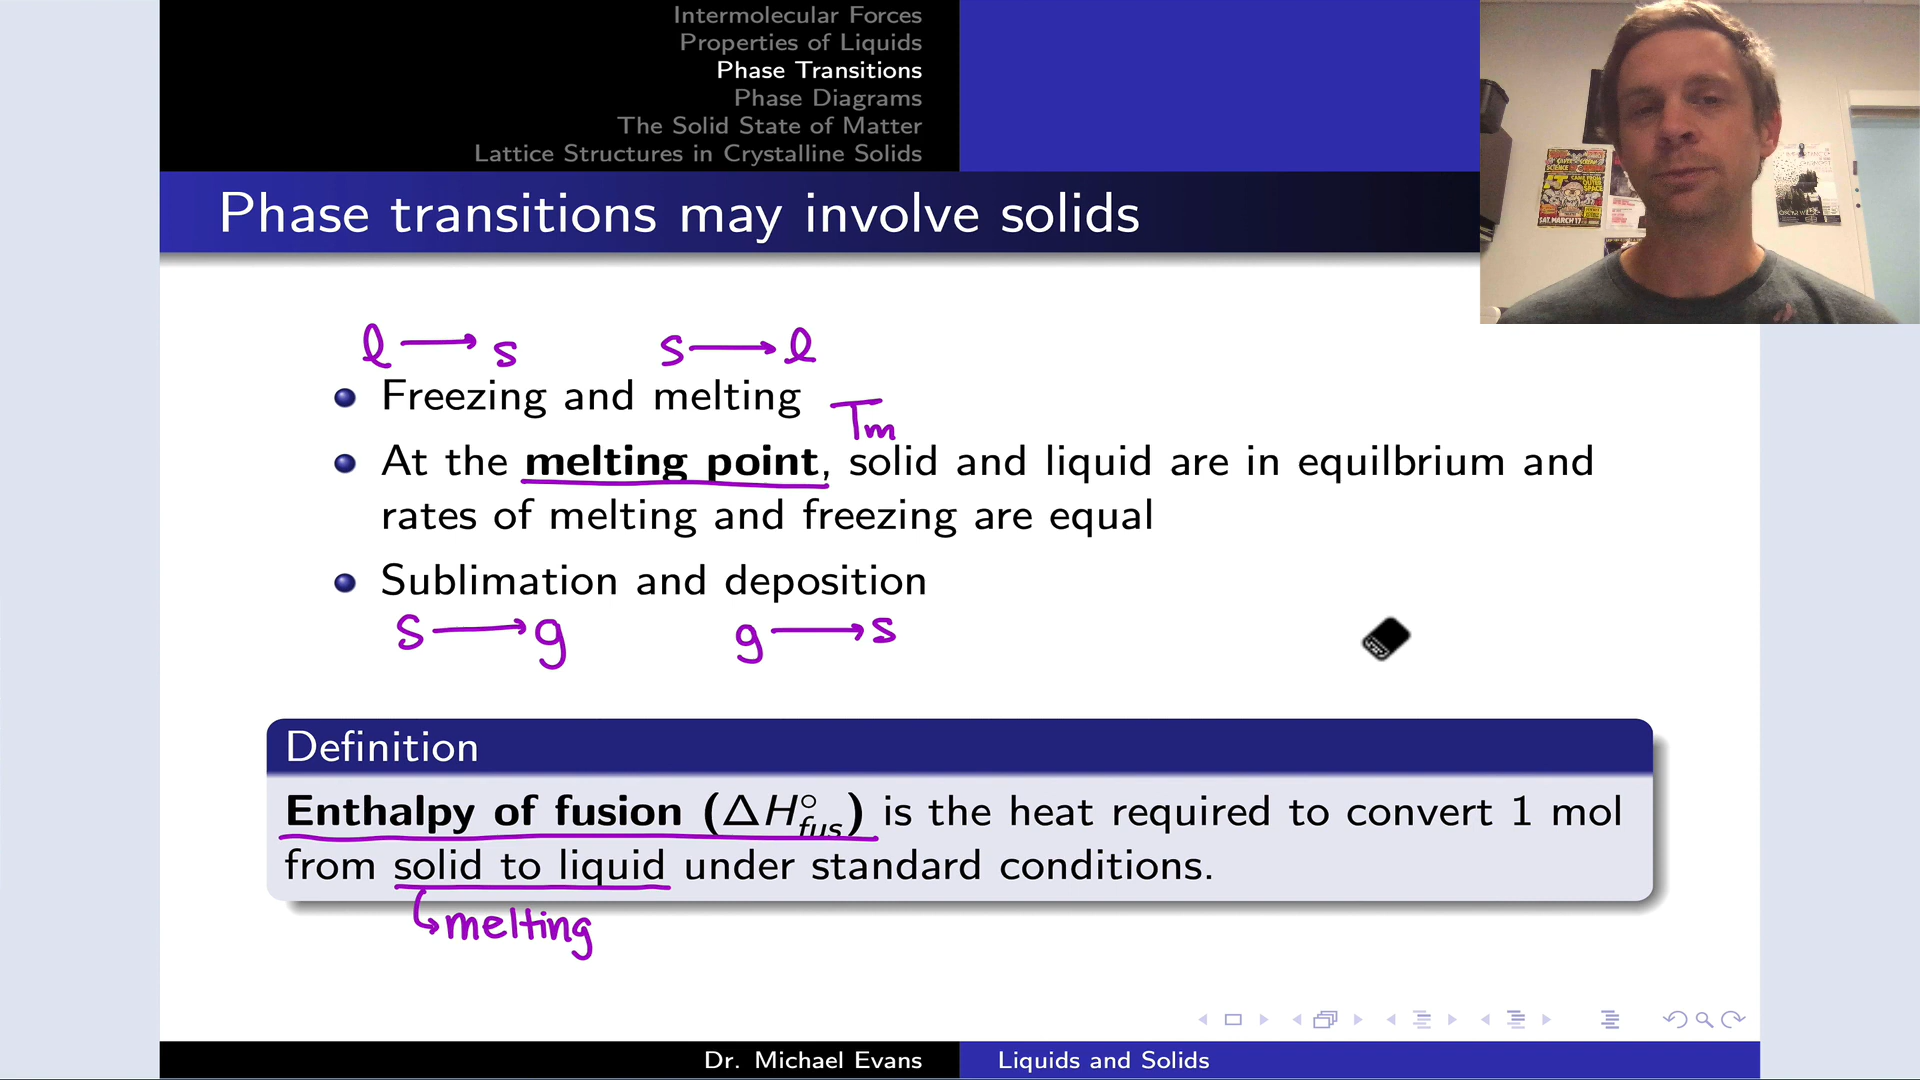 Intermolecular Forces
Properties of Liquids
Phase Transitions
Phase Diagrams
The Solid State of Matter
Lattice Structures in Crystalline Solids
Phase transitions may involve solids
l → s s → l
Freezing and melting
Tm
At the melting point, solid and liquid are in equilbrium and
rates of melting and freezing are equal
Sublimation and deposition
s → g g → s
Definition
Enthalpy of fusion (ΔH°fus) is the heat required to convert 1 mol
from solid to liquid under standard conditions.
melting
Dr. Michael Evans Liquids and Solids